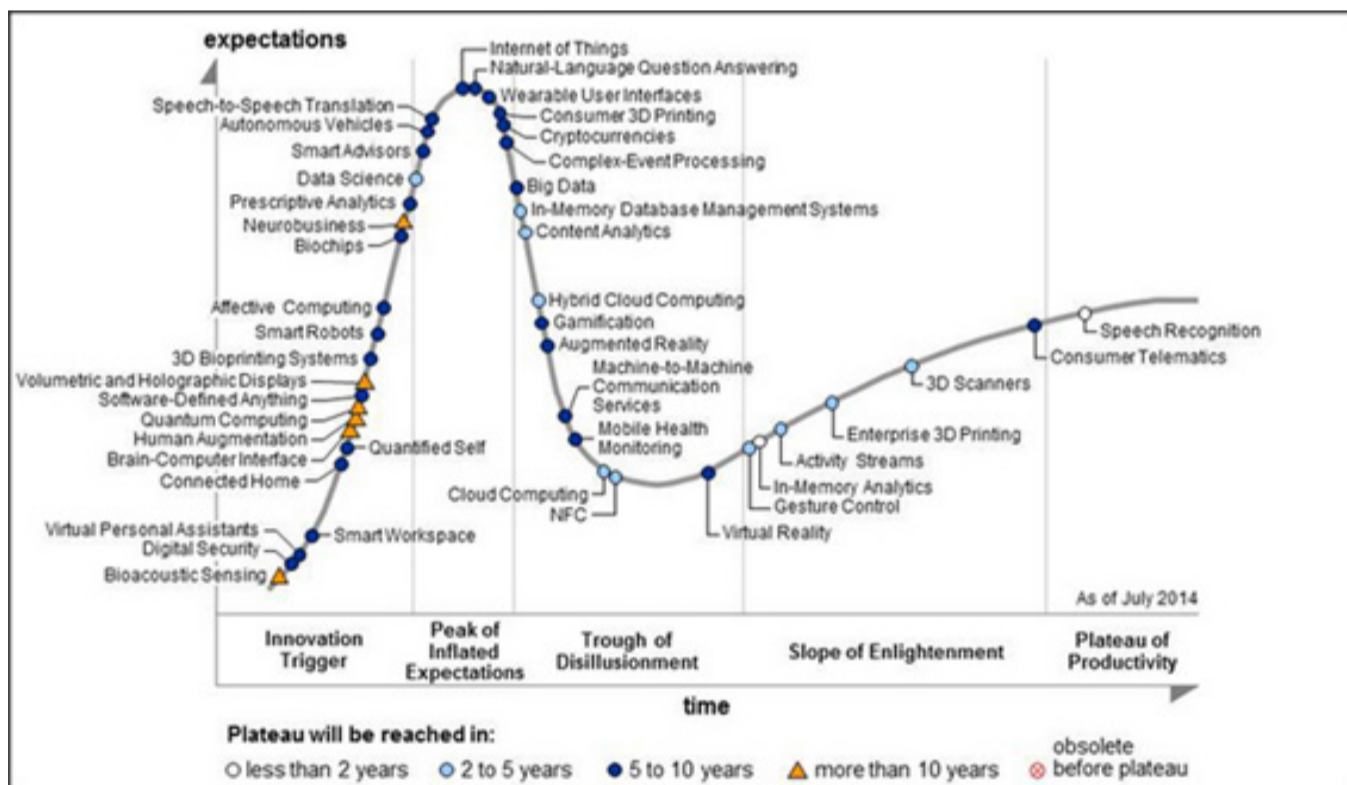 expectations
Internet of Things
Natural-Language Question Answering
Wearable User Interfaces
Speech-to-Speech Translation
Consumer 3D Printing
Autonomous Vehicles
Cryptocurrencies
Smart Advisors
Complex-Event Processing
Data Science
Big Data
Prescriptive Analytics
In-Memory Database Management Systems
Neurobusiness
Content Analytics
Biochips
Hybrid Cloud Computing
Affective Computing
Gamification
Speech Recognition
Smart Robots
Augmented Reality
Consumer Telematics
3D Bioprinting Systems
Machine-to-Machine
Communication
Services
Volumetric and Holographic Displays
3D Scanners
Software-Defined Anything
Quantum Computing
Mobile Health
Monitoring
Enterprise 3D Printing
Human Augmentation
Quantified Self
Brain-Computer Interface
Activity Streams
Connected Home
Cloud Computing
In-Memory Analytics
NFC
Gesture Control
Virtual Personal Assistants
Smart Workspace
Virtual Reality
Digital Security
Bioacoustic Sensing
As of July 2014
Innovation
Trigger
Peak of
Inflated
Expectations
Trough of
Disillusionment
Slope of Enlightenment
Plateau of
Productivity
time
Plateau will be reached in:
less than 2 years
2 to 5 years
5 to 10 years
more than 10 years
obsolete
before plateau